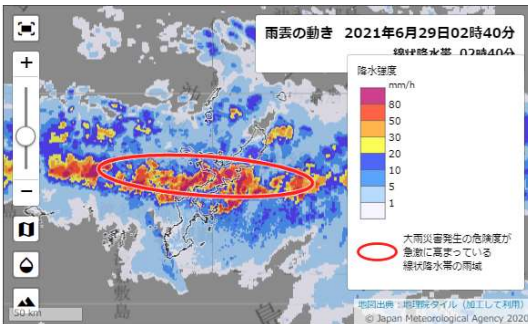 雨雲の動き 2021年6月29日02時40分
線状降水帯 02時40分
降水強度
mm/h
80
50
30
20
10
5
1
大雨災害発生の危険度が
急激に高まっている
線状降水帯の雨域
+
−
50 km
地図出典：地理院タイル（加工して利用）
© Japan Meteorological Agency 2020